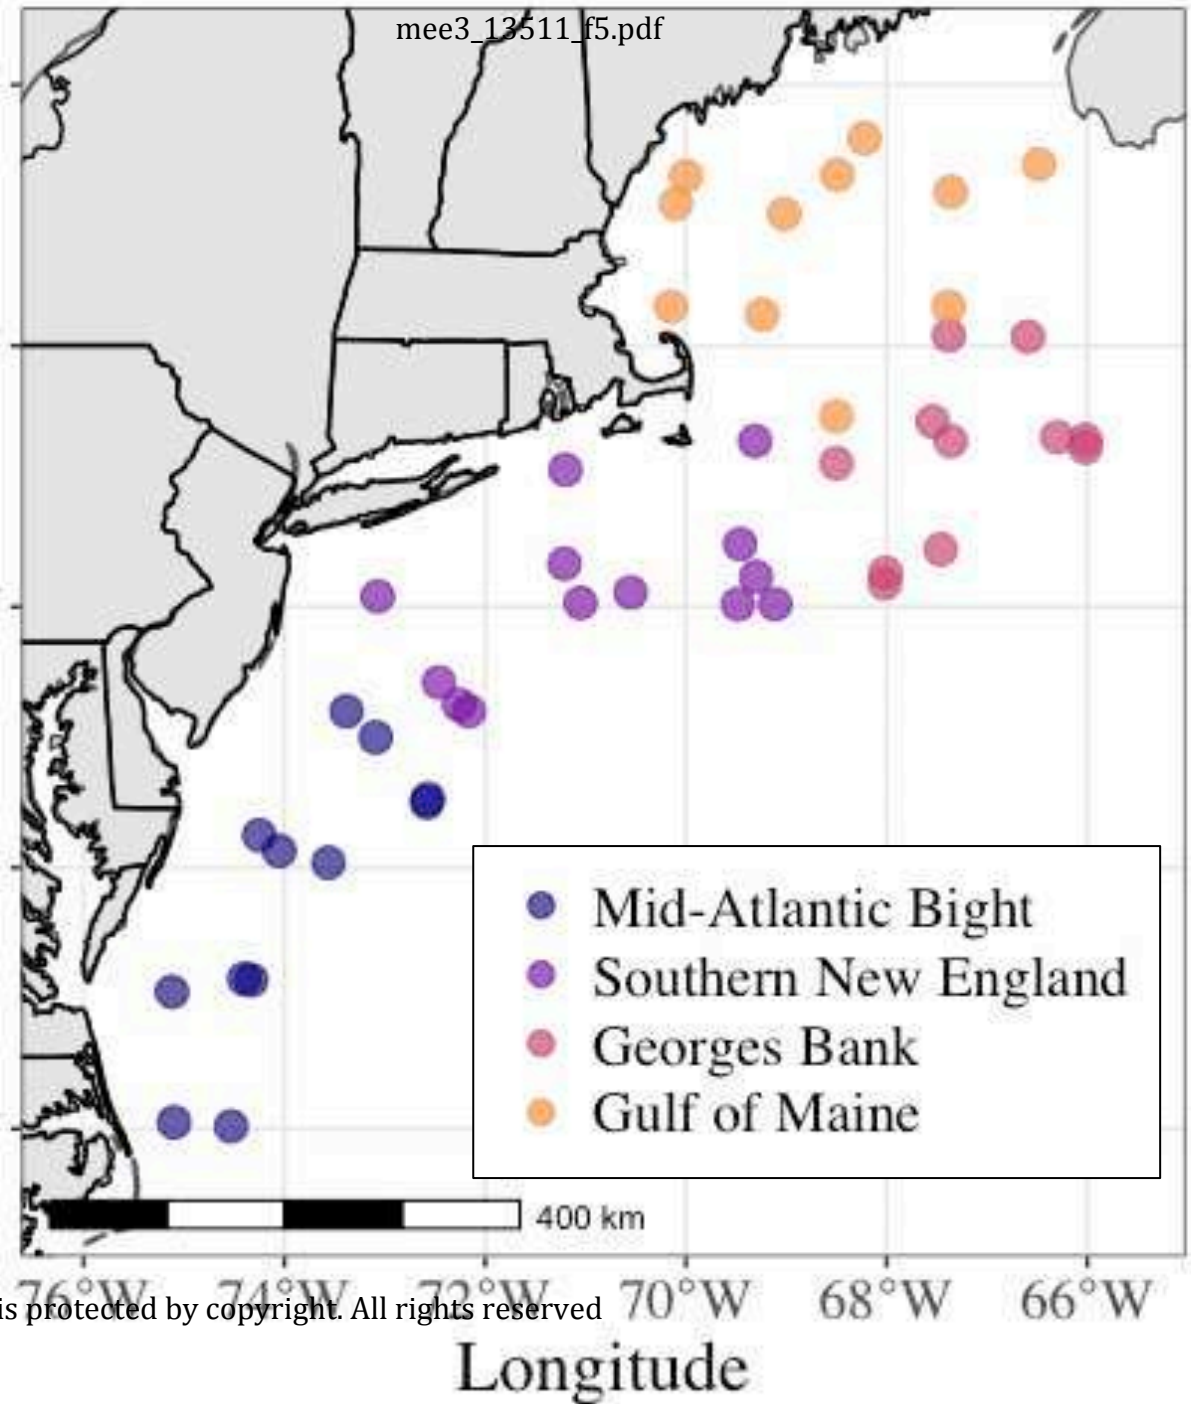 mee3_13511_f5.pdf
Mid-Atlantic Bight
Southern New England
Georges Bank
Gulf of Maine
400 km
76°W 74°W 72°W 70°W 68°W 66°W
is protected by copyright. All rights reserved
Longitude